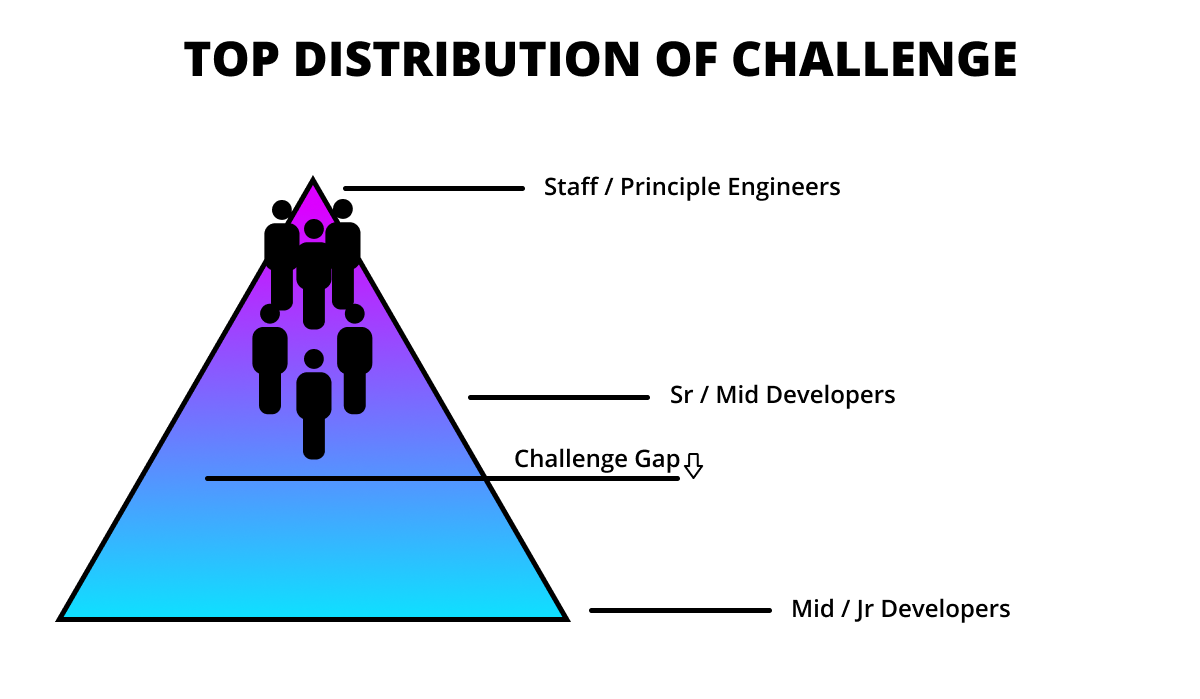 TOP DISTRIBUTION OF CHALLENGE
Staff / Principle Engineers
Sr / Mid Developers
Challenge Gap
Mid / Jr Developers